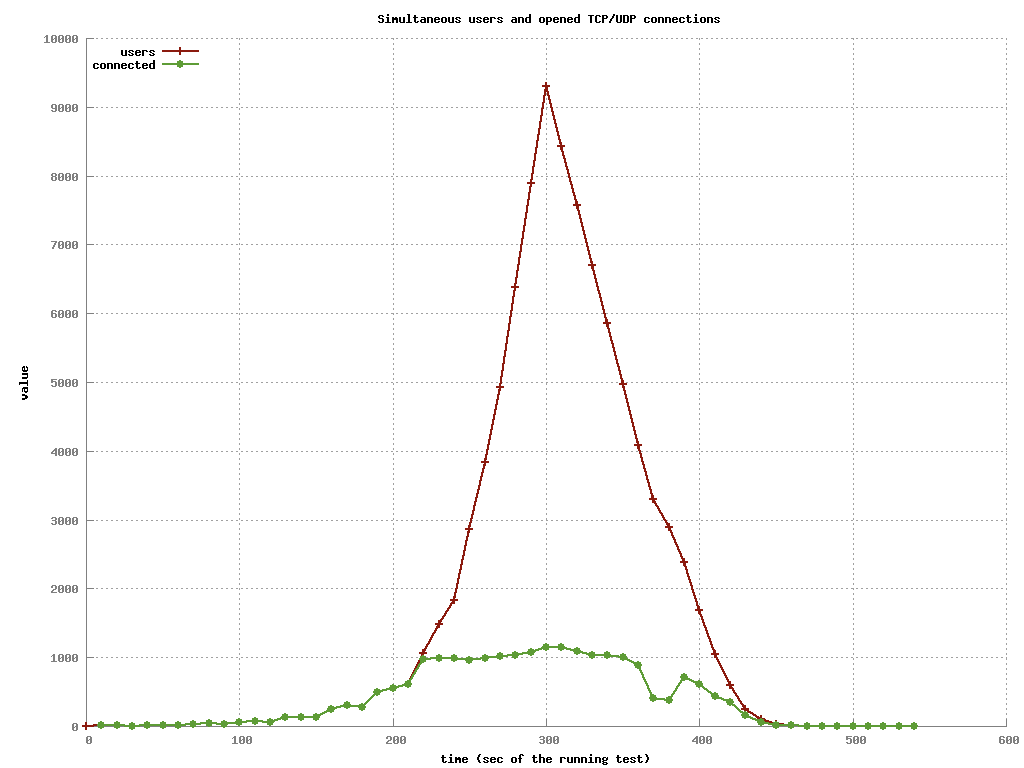 Simultaneous users and opened TCP/UDP connections
10000
9000
8000
7000
6000
5000
4000
3000
2000
1000
0
users
connected
value
0 100 200 300 400 500 600
time (sec of the running test)